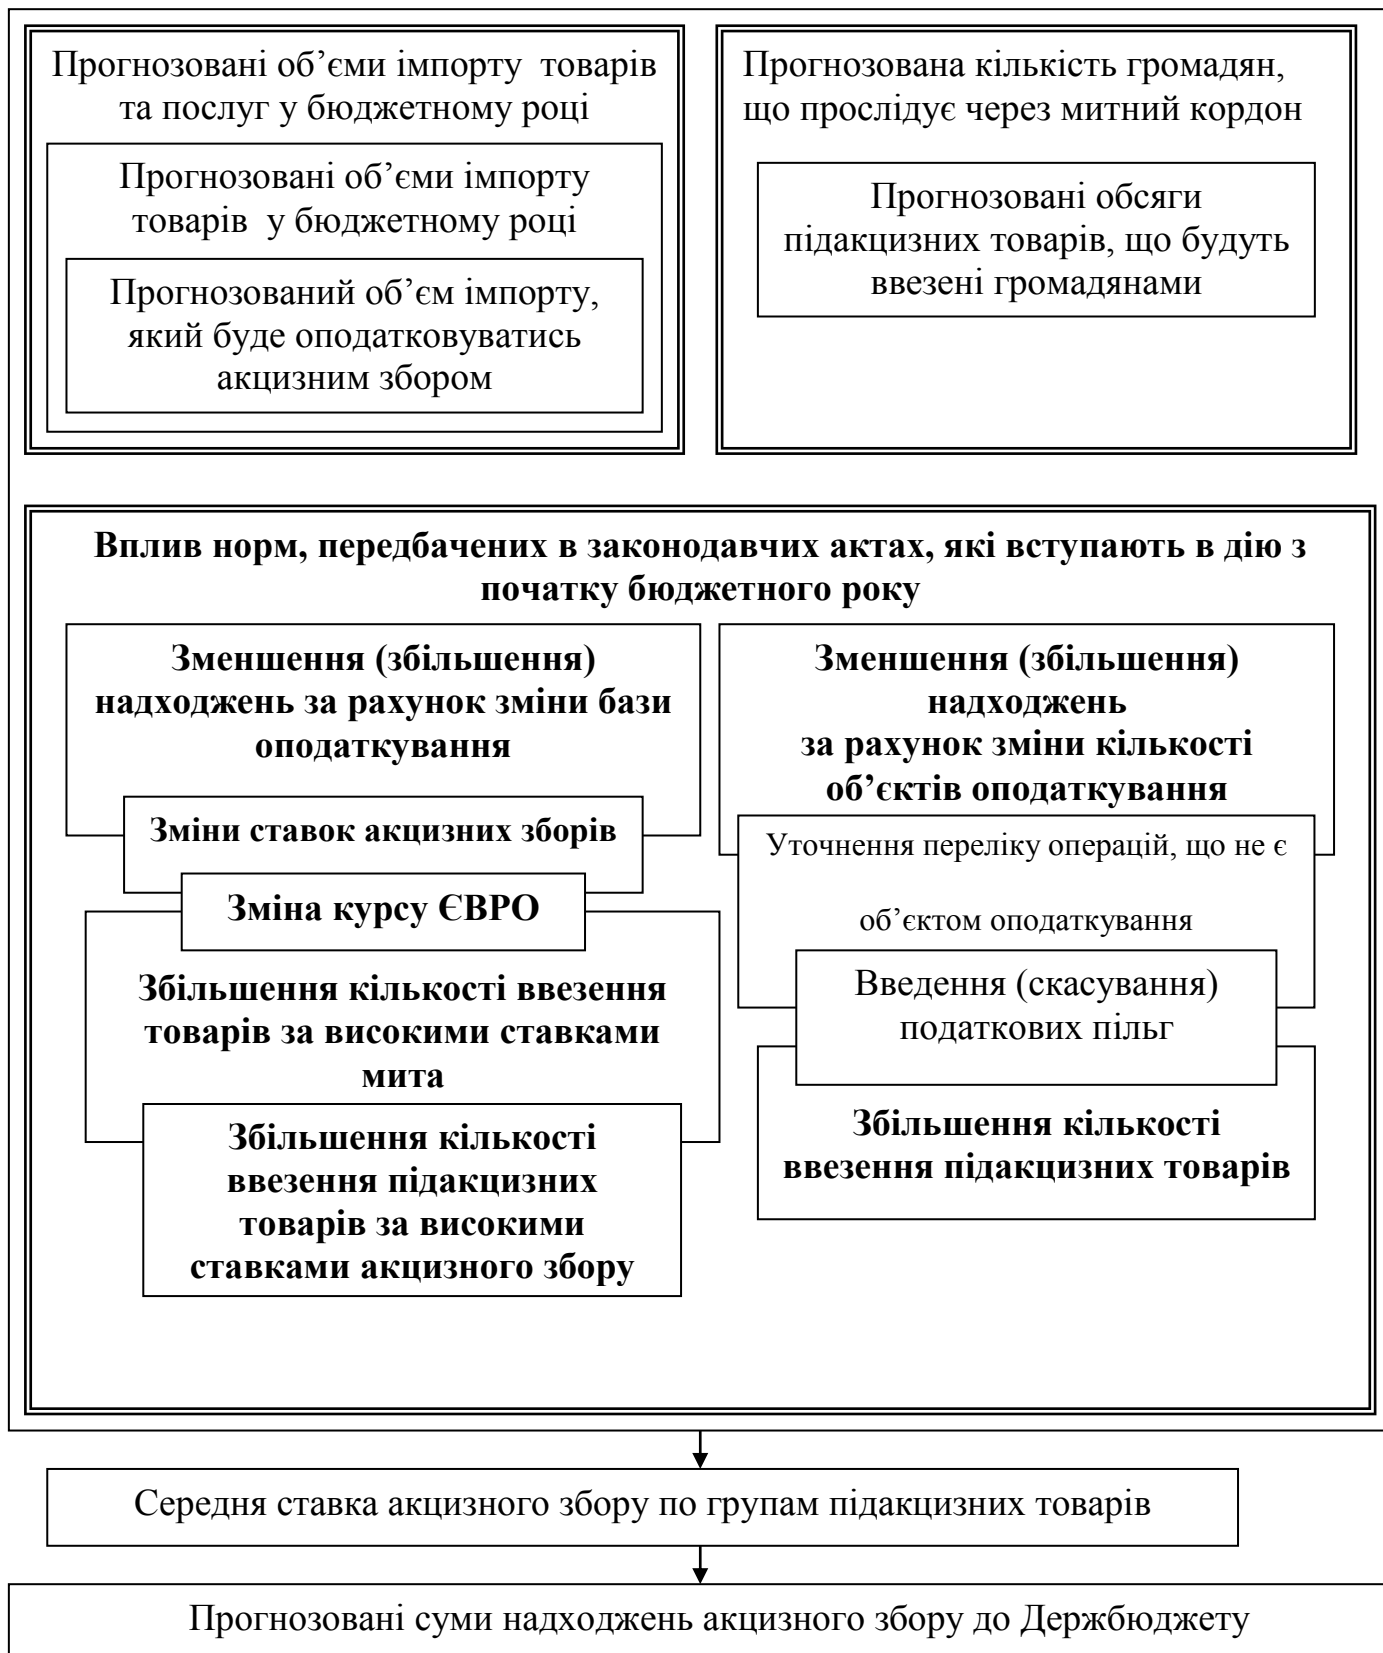 Прогнозовані об’єми імпорту товарів
та послуг у бюджетному році
Прогнозовані об’єми імпорту
товарів у бюджетному році
Прогнозований об’єм імпорту,
який буде оподатковуватись
акцизним збором
Прогнозована кількість громадян,
що прослідує через митний кордон
Прогнозовані обсяги
підакцизних товарів, що будуть
ввезені громадянами
Вплив норм, передбачених в законодавчих актах, які вступають в дію з
початку бюджетного року
Зменшення (збільшення)
надходжень за рахунок зміни бази
оподаткування
Зміни ставок акцизних зборів
Зміна курсу ЄВРО
Збільшення кількості ввезення
товарів за високими ставками
мита
Збільшення кількості
ввезення підакцизних
товарів за високими
ставками акцизного збору
Зменшення (збільшення)
надходжень
за рахунок зміни кількості
об’єктів оподаткування
Уточнення переліку операцій, що не є
об’єктом оподаткування
Введення (скасування)
податкових пільг
Збільшення кількості
ввезення підакцизних товарів
Середня ставка акцизного збору по групам підакцизних товарів
Прогнозовані суми надходжень акцизного збору до Держбюджету